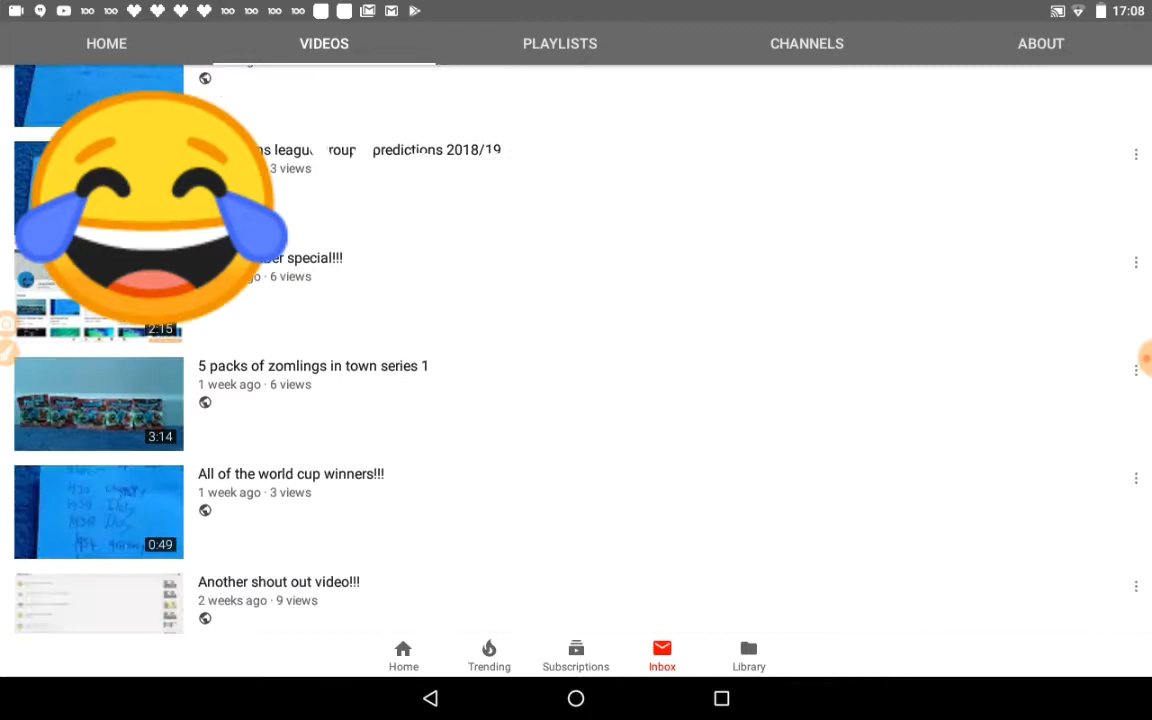 17:08
HOME VIDEOS PLAYLISTS CHANNELS ABOUT
predictions 2018/19
3 views
special!!!
6 views
2:15
5 packs of zomlings in town series 1
1 week ago · 6 views
3:14
All of the world cup winners!!!
1 week ago · 3 views
0:49
Another shout out video!!!
2 weeks ago · 9 views
Home Trending Subscriptions Inbox Library